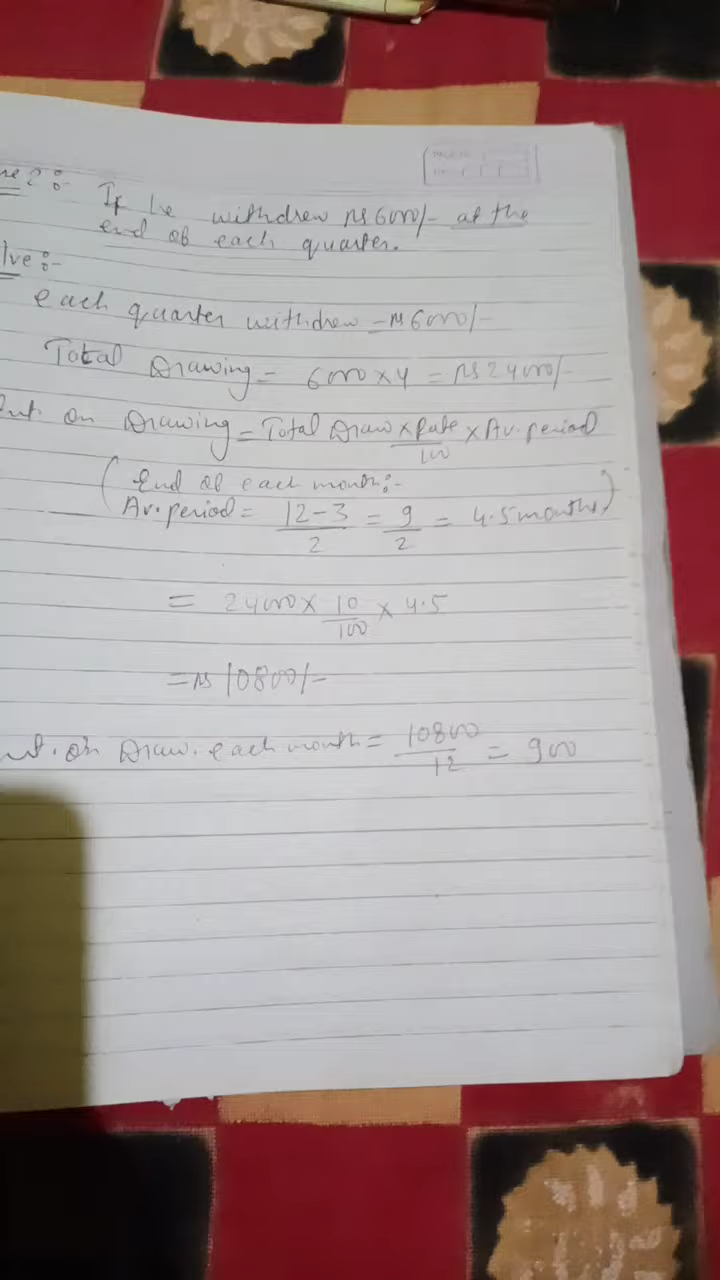 If he withdrew Rs 6000/- at the
end of each quarter.
Solve :-
each quarter withdrew = Rs 6000/-
Total Drawing = 6000 × 4 = Rs 24000/-
Int. on Drawing = Total Draw × Rate/100 × Av. period
( End of each month :-
Av. period = 12-3/2 = 9/2 = 4.5 months )
= 24000 × 10/100 × 4.5
= Rs 10800/-
Int. on Draw. each month = 10800/12 = 900